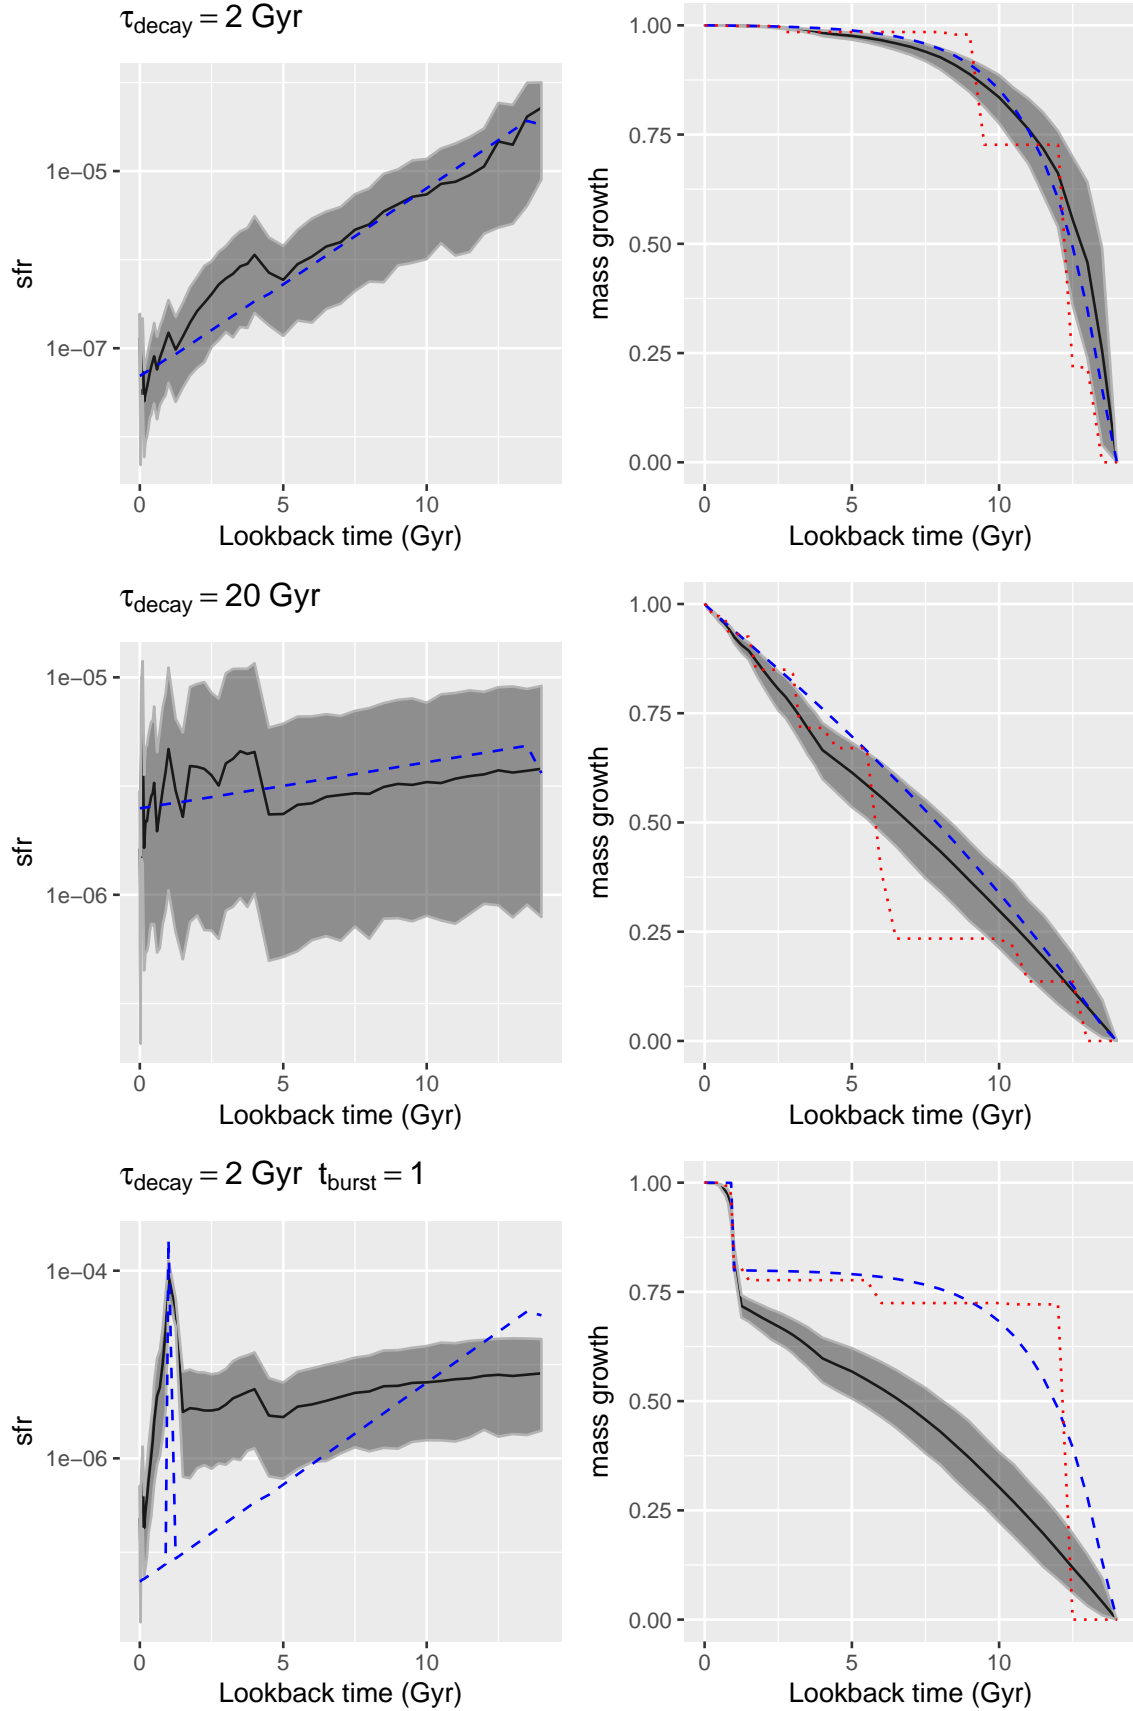 τdecay = 2 Gyr
sfr
1e−05
1e−07
0 5 10
Lookback time (Gyr)
mass growth
1.00
0.75
0.50
0.25
0.00
0 5 10
Lookback time (Gyr)
τdecay = 20 Gyr
sfr
1e−05
1e−06
0 5 10
Lookback time (Gyr)
mass growth
1.00
0.75
0.50
0.25
0.00
0 5 10
Lookback time (Gyr)
τdecay = 2 Gyr tburst = 1
sfr
1e−04
1e−06
0 5 10
Lookback time (Gyr)
mass growth
1.00
0.75
0.50
0.25
0.00
0 5 10
Lookback time (Gyr)